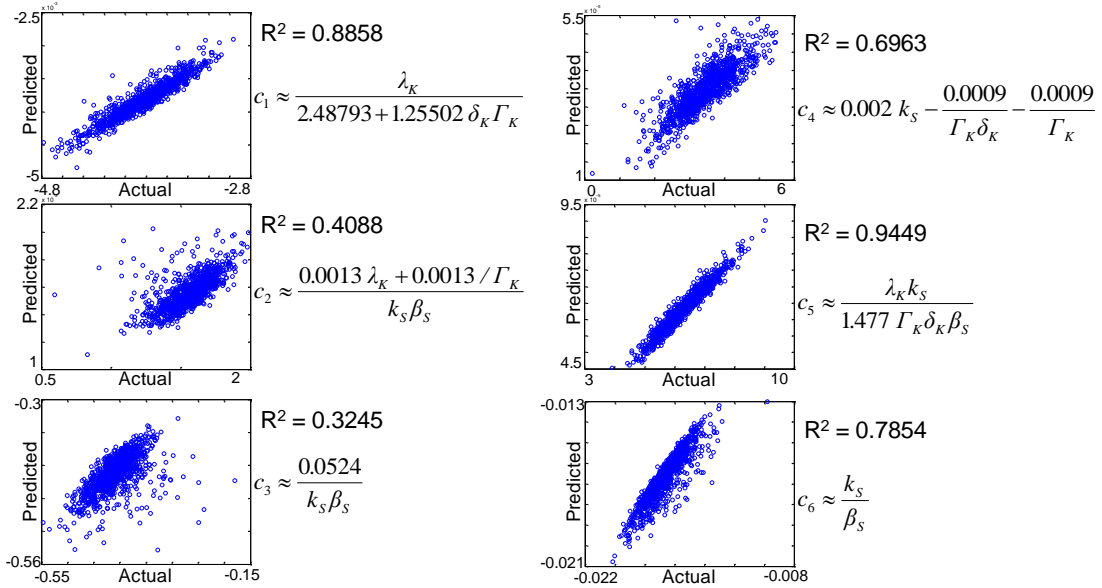 -2.5
x 10⁻³
Predicted
-5
-4.8
Actual
-2.8
R² = 0.8858
c₁ ≈ λ_K / (2.48793 + 1.25502 δ_K Γ_K)
2.2
x 10
Predicted
1
0.5
Actual
2
R² = 0.4088
c₂ ≈ (0.0013 λ_K + 0.0013 / Γ_K) / (k_S β_S)
-0.3
Predicted
-0.56
-0.55
Actual
-0.15
R² = 0.3245
c₃ ≈ 0.0524 / (k_S β_S)
5.5
Predicted
1
0
Actual
6
R² = 0.6963
c₄ ≈ 0.002 k_S − 0.0009 / (Γ_K δ_K) − 0.0009 / Γ_K
9.5
Predicted
4.5
3
Actual
10
R² = 0.9449
c₅ ≈ λ_K k_S / (1.477 Γ_K δ_K β_S)
-0.013
Predicted
-0.021
-0.022
Actual
-0.008
R² = 0.7854
c₆ ≈ k_S / β_S